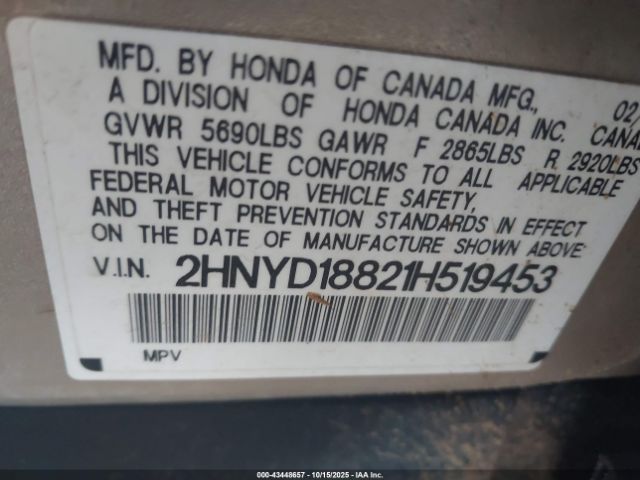 MFD. BY HONDA OF CANADA MFG., 02/
A DIVISION OF HONDA CANADA INC.
GVWR 5690LBS GAWR F 2865LBS R 2920LBS
THIS VEHICLE CONFORMS TO ALL APPLICABLE
FEDERAL MOTOR VEHICLE SAFETY,
AND THEFT PREVENTION STANDARDS IN EFFECT
ON THE DATE OF MANUFACTURE SHOWN ABOVE
V.I.N. 2HNYD18821H519453
MPV
000-43448657 - 10/15/2025 - IAA Inc.